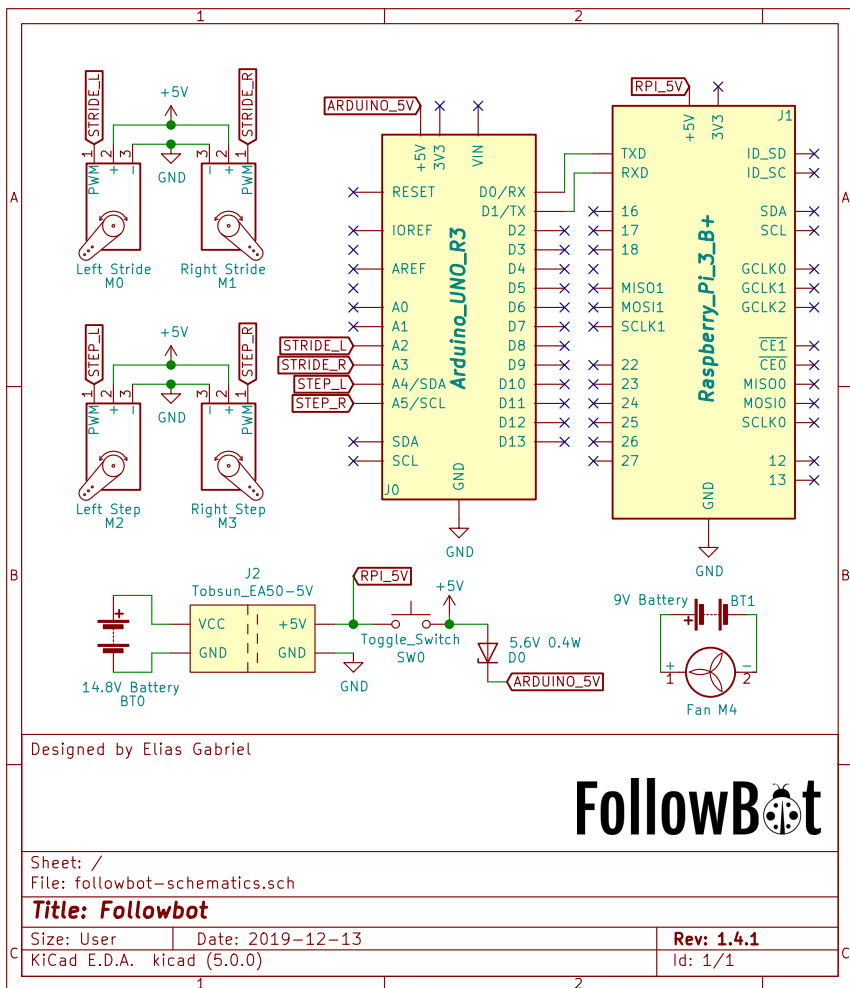 1 2
A A
B B
C C
STRIDE_L
+5V
STRIDE_R
1 2 3
3 2 1
PWM + -
- + PWM
GND
Left Stride
M0
Right Stride
M1
STEP_L
+5V
STEP_R
1 2 3
3 2 1
PWM + -
- + PWM
GND
Left Step
M2
Right Step
M3
ARDUINO_5V
+5V
3V3
VIN
RESET
IOREF
AREF
A0
A1
STRIDE_L A2
STRIDE_R A3
STEP_L A4/SDA
STEP_R A5/SCL
SDA
SCL
Arduino_UNO_R3
D0/RX
D1/TX
D2
D3
D4
D5
D6
D7
D8
D9
D10
D11
D12
D13
GND
J0
GND
RPI_5V
J1
+5V
3V3
TXD
RXD
16
17
18
MISO1
MOSI1
SCLK1
22
23
24
25
26
27
Raspberry_Pi_3_B+
ID_SD
ID_SC
SDA
SCL
GCLK0
GCLK1
GCLK2
CE1
CE0
MISO0
MOSI0
SCLK0
12
13
GND
GND
J2
Tobsun_EA50-5V
+
VCC +5V
GND GND
14.8V Battery
BT0
RPI_5V
GND
Toggle_Switch
SW0
+5V
5.6V 0.4W
D0
ARDUINO_5V
9V Battery
+
BT1
+ -
1 2
Fan M4
Designed by Elias Gabriel
FollowBot
Sheet: /
File: followbot-schematics.sch
Title: Followbot
Size: User Date: 2019-12-13 Rev: 1.4.1
KiCad E.D.A. kicad (5.0.0) Id: 1/1
1 2